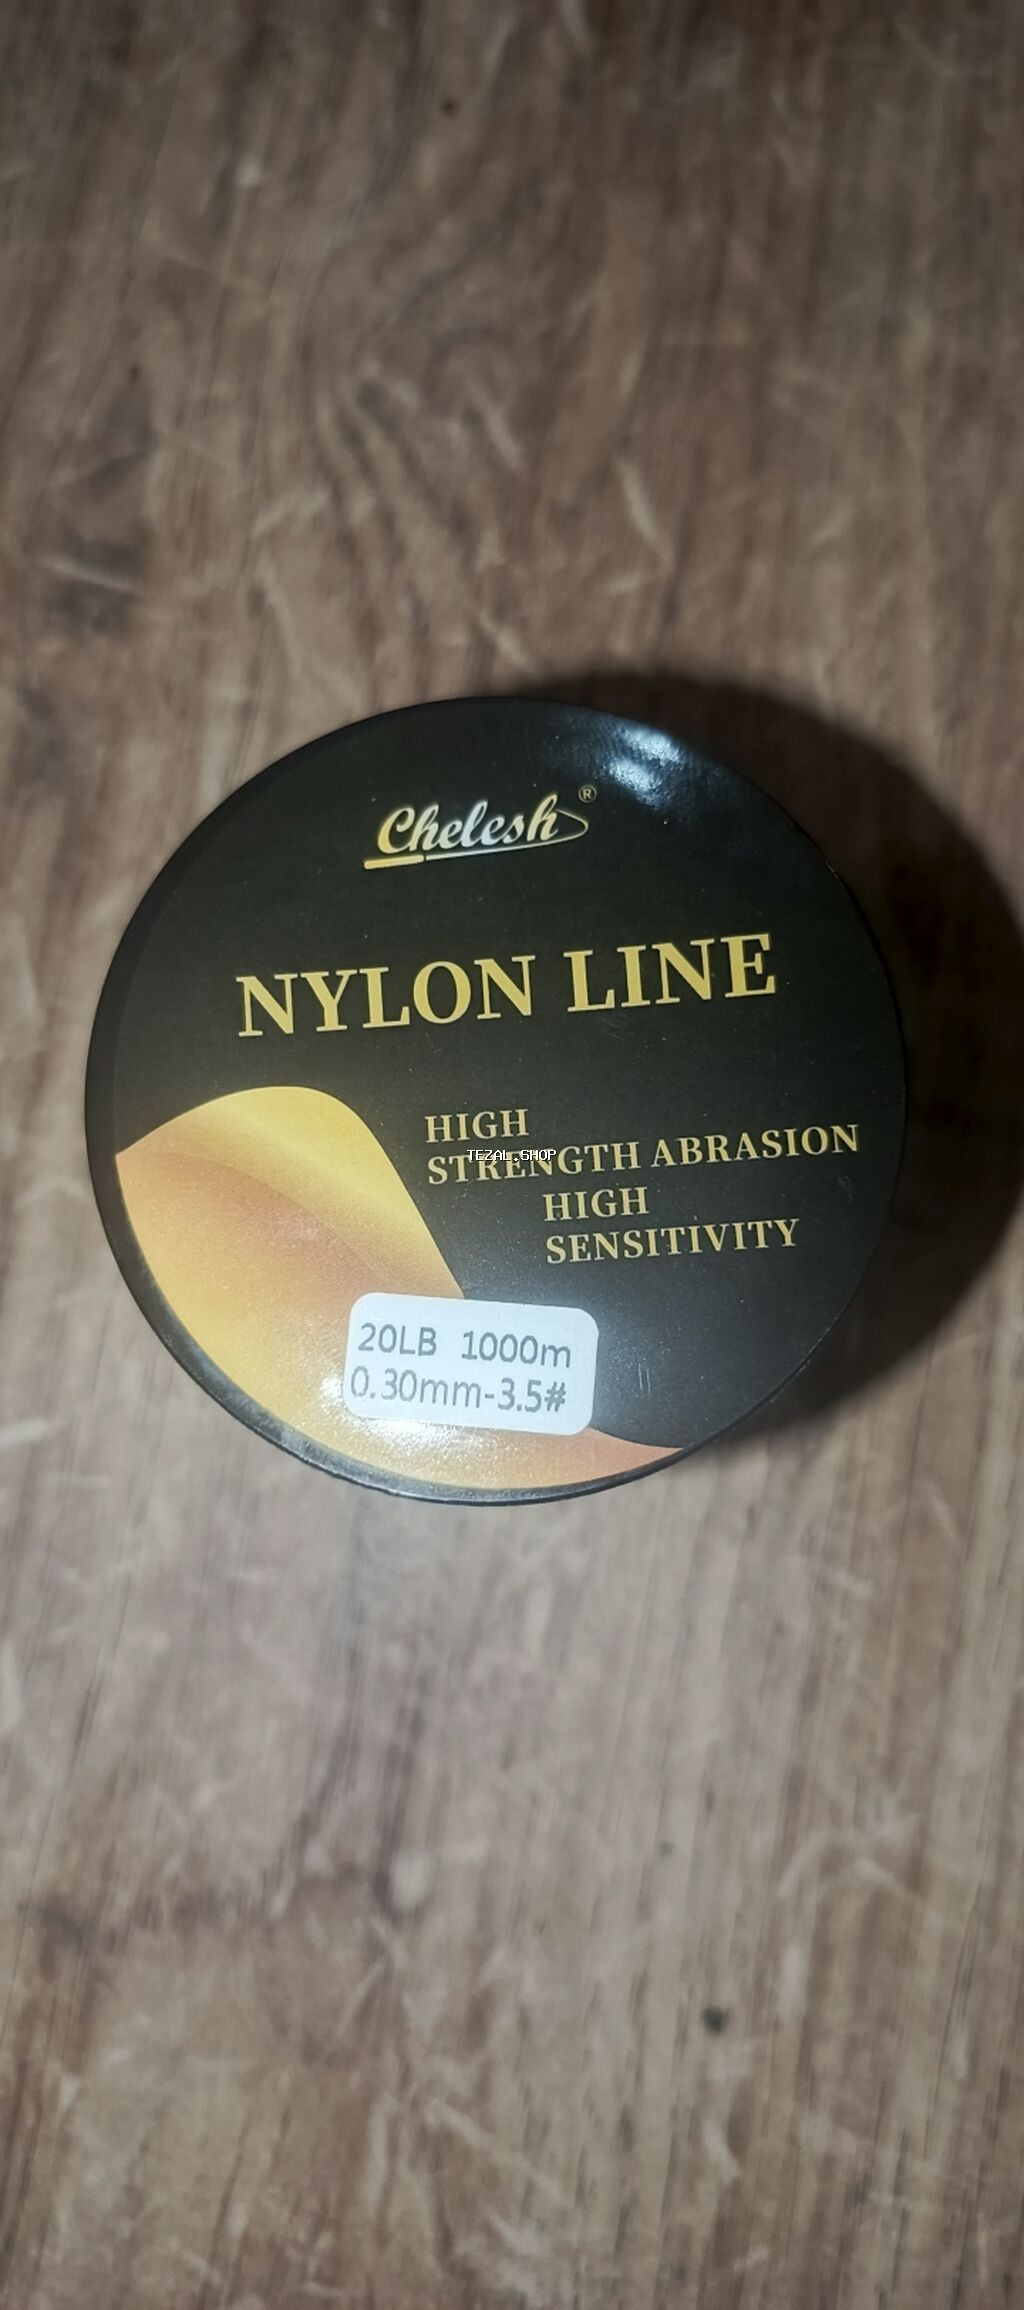 Chelesh®
NYLON LINE
HIGH
STRENGTH ABRASION
TEZAL.SHOP
HIGH
SENSITIVITY
20LB 1000m
0.30mm-3.5#